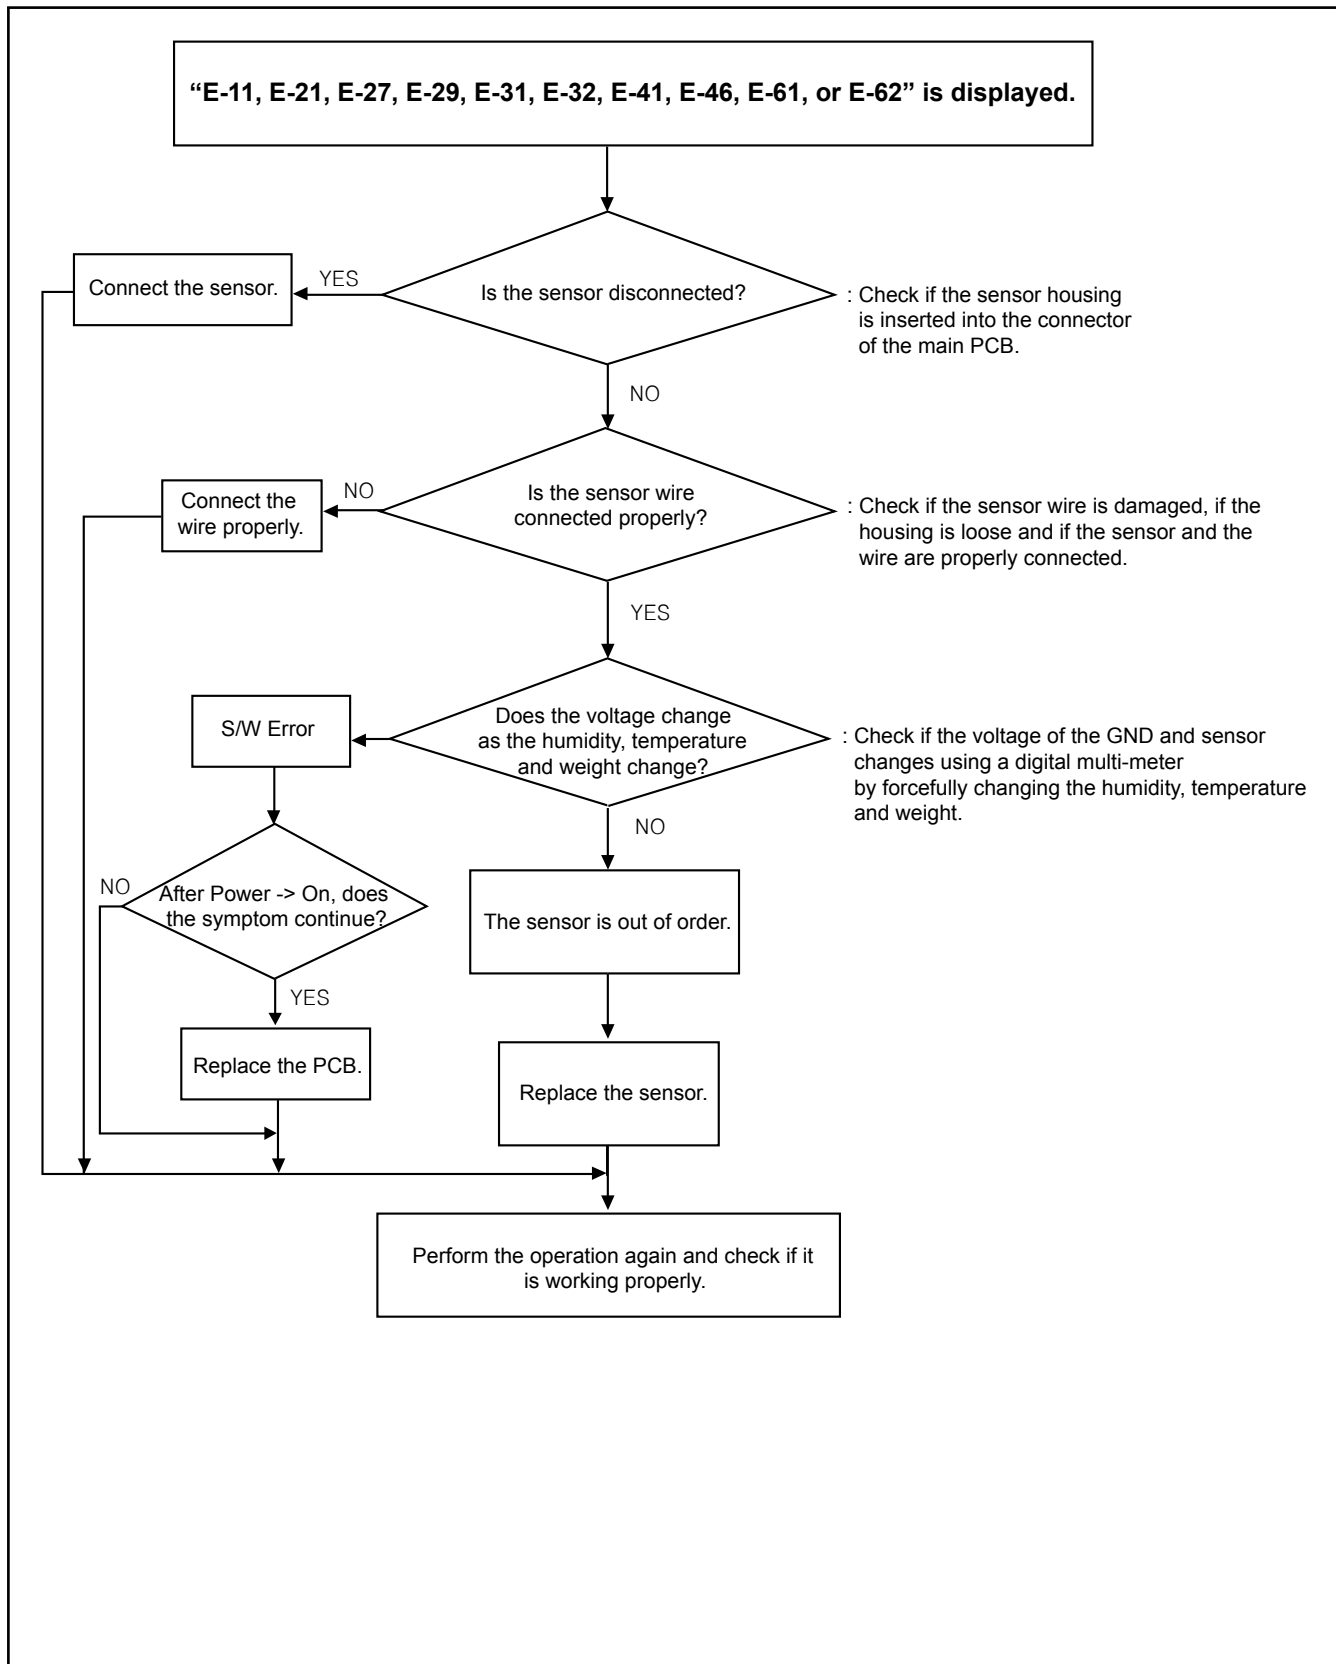 “E-11, E-21, E-27, E-29, E-31, E-32, E-41, E-46, E-61, or E-62” is displayed.
Connect the sensor.
YES
Is the sensor disconnected?
: Check if the sensor housing
is inserted into the connector
of the main PCB.
NO
Connect the
wire properly.
NO
Is the sensor wire
connected properly?
: Check if the sensor wire is damaged, if the
housing is loose and if the sensor and the
wire are properly connected.
YES
S/W Error
Does the voltage change
as the humidity, temperature
and weight change?
: Check if the voltage of the GND and sensor
changes using a digital multi-meter
by forcefully changing the humidity, temperature
and weight.
NO
NO
After Power -> On, does
the symptom continue?
The sensor is out of order.
YES
Replace the PCB.
Replace the sensor.
Perform the operation again and check if it
is working properly.